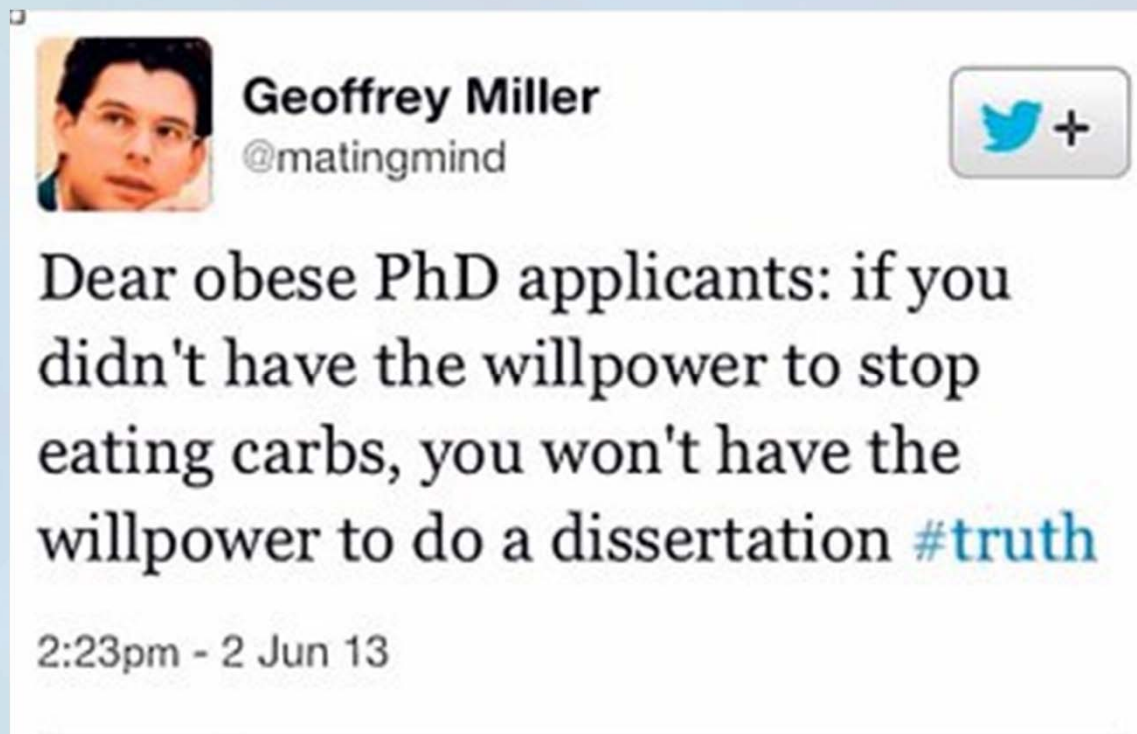 Geoffrey Miller
@matingmind
+
Dear obese PhD applicants: if you
didn't have the willpower to stop
eating carbs, you won't have the
willpower to do a dissertation #truth
2:23pm - 2 Jun 13